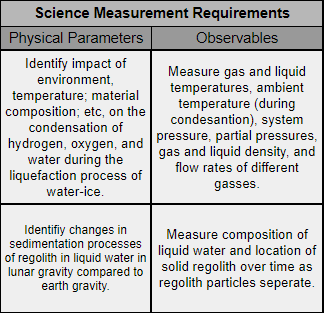 Science Measurement Requirements
Physical Parameters
Observables
Identify impact of
environment,
temperature; material
composition; etc, on the
condensation of
hydrogen, oxygen, and
water during the
liquefaction process of
water-ice.
Measure gas and liquid
temperatures, ambient
temperature (during
condesantion), system
pressure, partial pressures,
gas and liquid density, and
flow rates of different
gasses.
Identifiy changes in
sedimentation processes
of regolith in liquid water in
lunar gravity compared to
earth gravity.
Measure composition of
liquid water and location of
solid regolith over time as
regolith particles seperate.